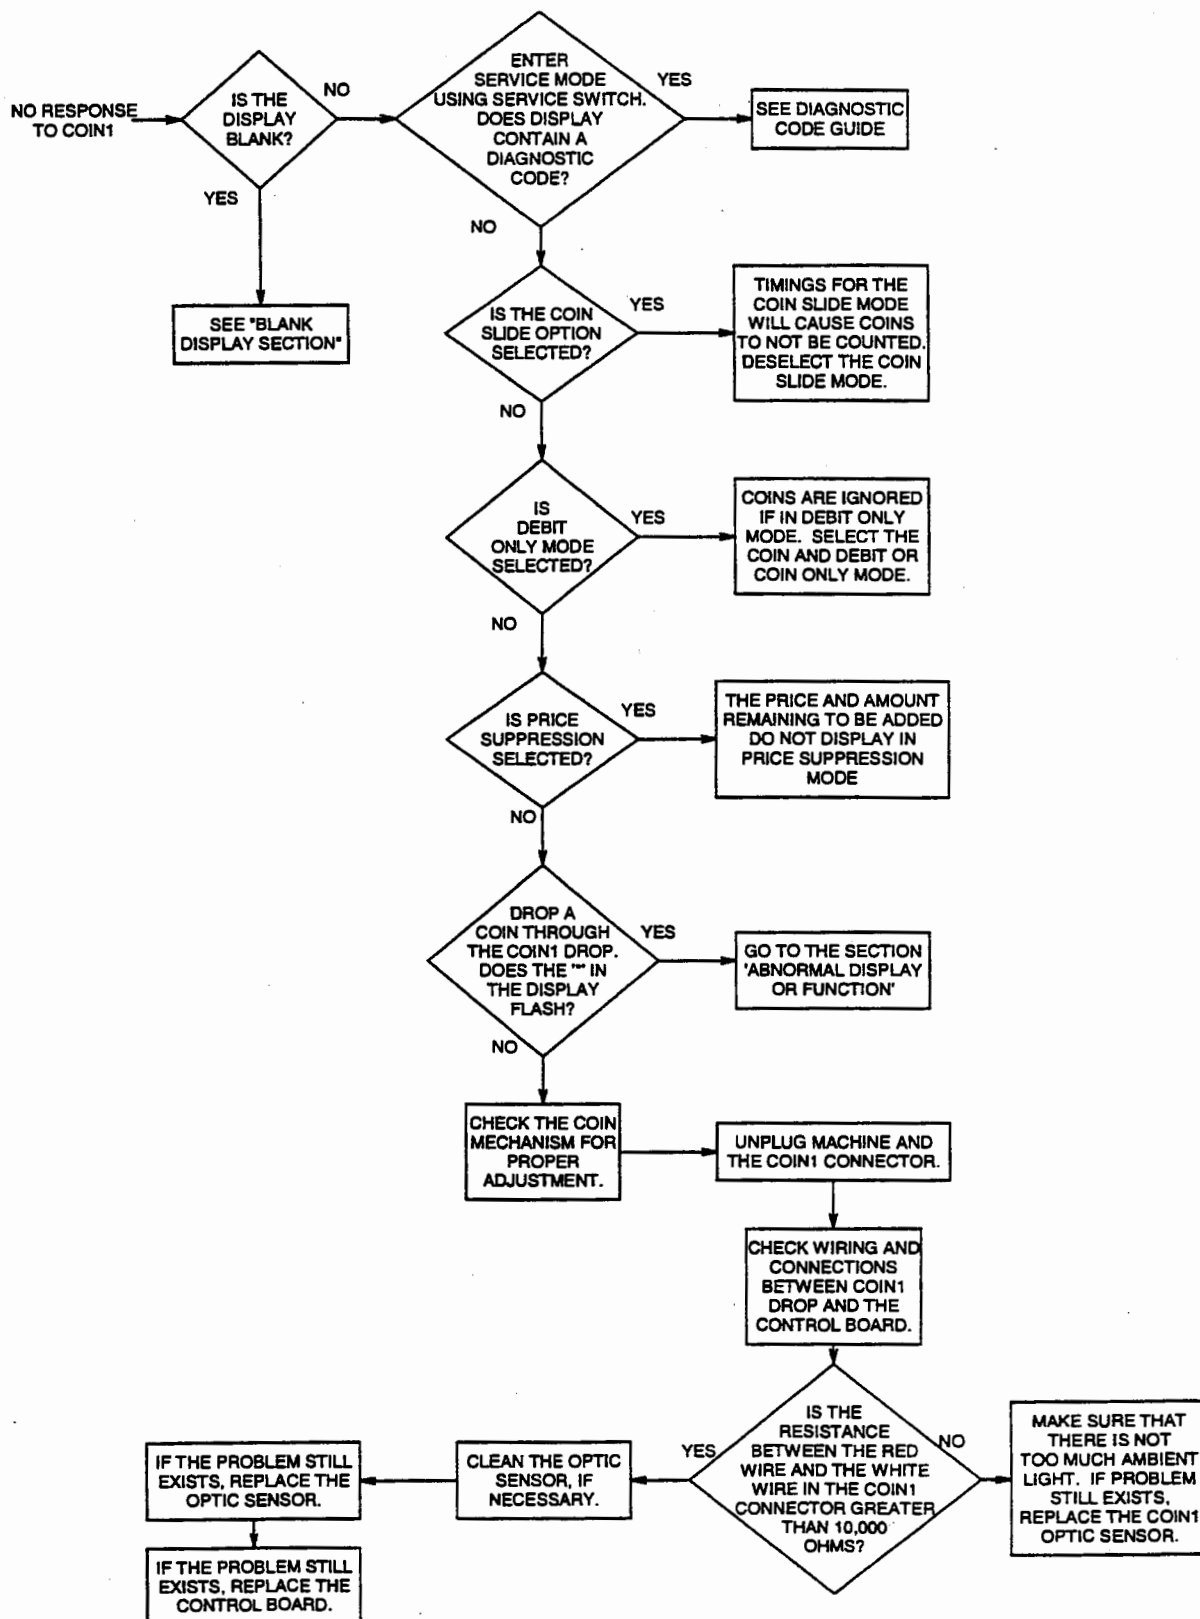 NO RESPONSE
TO COIN1
IS THE
DISPLAY
BLANK?
NO
YES
SEE "BLANK
DISPLAY SECTION"
ENTER
SERVICE MODE
USING SERVICE SWITCH.
DOES DISPLAY
CONTAIN A
DIAGNOSTIC
CODE?
YES
SEE DIAGNOSTIC
CODE GUIDE
NO
IS THE COIN
SLIDE OPTION
SELECTED?
YES
TIMINGS FOR THE
COIN SLIDE MODE
WILL CAUSE COINS
TO NOT BE COUNTED.
DESELECT THE COIN
SLIDE MODE.
NO
IS
DEBIT
ONLY MODE
SELECTED?
YES
COINS ARE IGNORED
IF IN DEBIT ONLY
MODE. SELECT THE
COIN AND DEBIT OR
COIN ONLY MODE.
NO
IS PRICE
SUPPRESSION
SELECTED?
YES
THE PRICE AND AMOUNT
REMAINING TO BE ADDED
DO NOT DISPLAY IN
PRICE SUPPRESSION
MODE
NO
DROP A
COIN THROUGH
THE COIN1 DROP.
DOES THE "" IN
THE DISPLAY
FLASH?
YES
GO TO THE SECTION
'ABNORMAL DISPLAY
OR FUNCTION'
NO
CHECK THE COIN
MECHANISM FOR
PROPER
ADJUSTMENT.
UNPLUG MACHINE AND
THE COIN1 CONNECTOR.
CHECK WIRING AND
CONNECTIONS
BETWEEN COIN1
DROP AND THE
CONTROL BOARD.
IS THE
RESISTANCE
BETWEEN THE RED
WIRE AND THE WHITE
WIRE IN THE COIN1
CONNECTOR GREATER
THAN 10,000
OHMS?
NO
MAKE SURE THAT
THERE IS NOT
TOO MUCH AMBIENT
LIGHT. IF PROBLEM
STILL EXISTS,
REPLACE THE COIN1
OPTIC SENSOR.
YES
CLEAN THE OPTIC
SENSOR, IF
NECESSARY.
IF THE PROBLEM STILL
EXISTS, REPLACE THE
OPTIC SENSOR.
IF THE PROBLEM STILL
EXISTS, REPLACE THE
CONTROL BOARD.